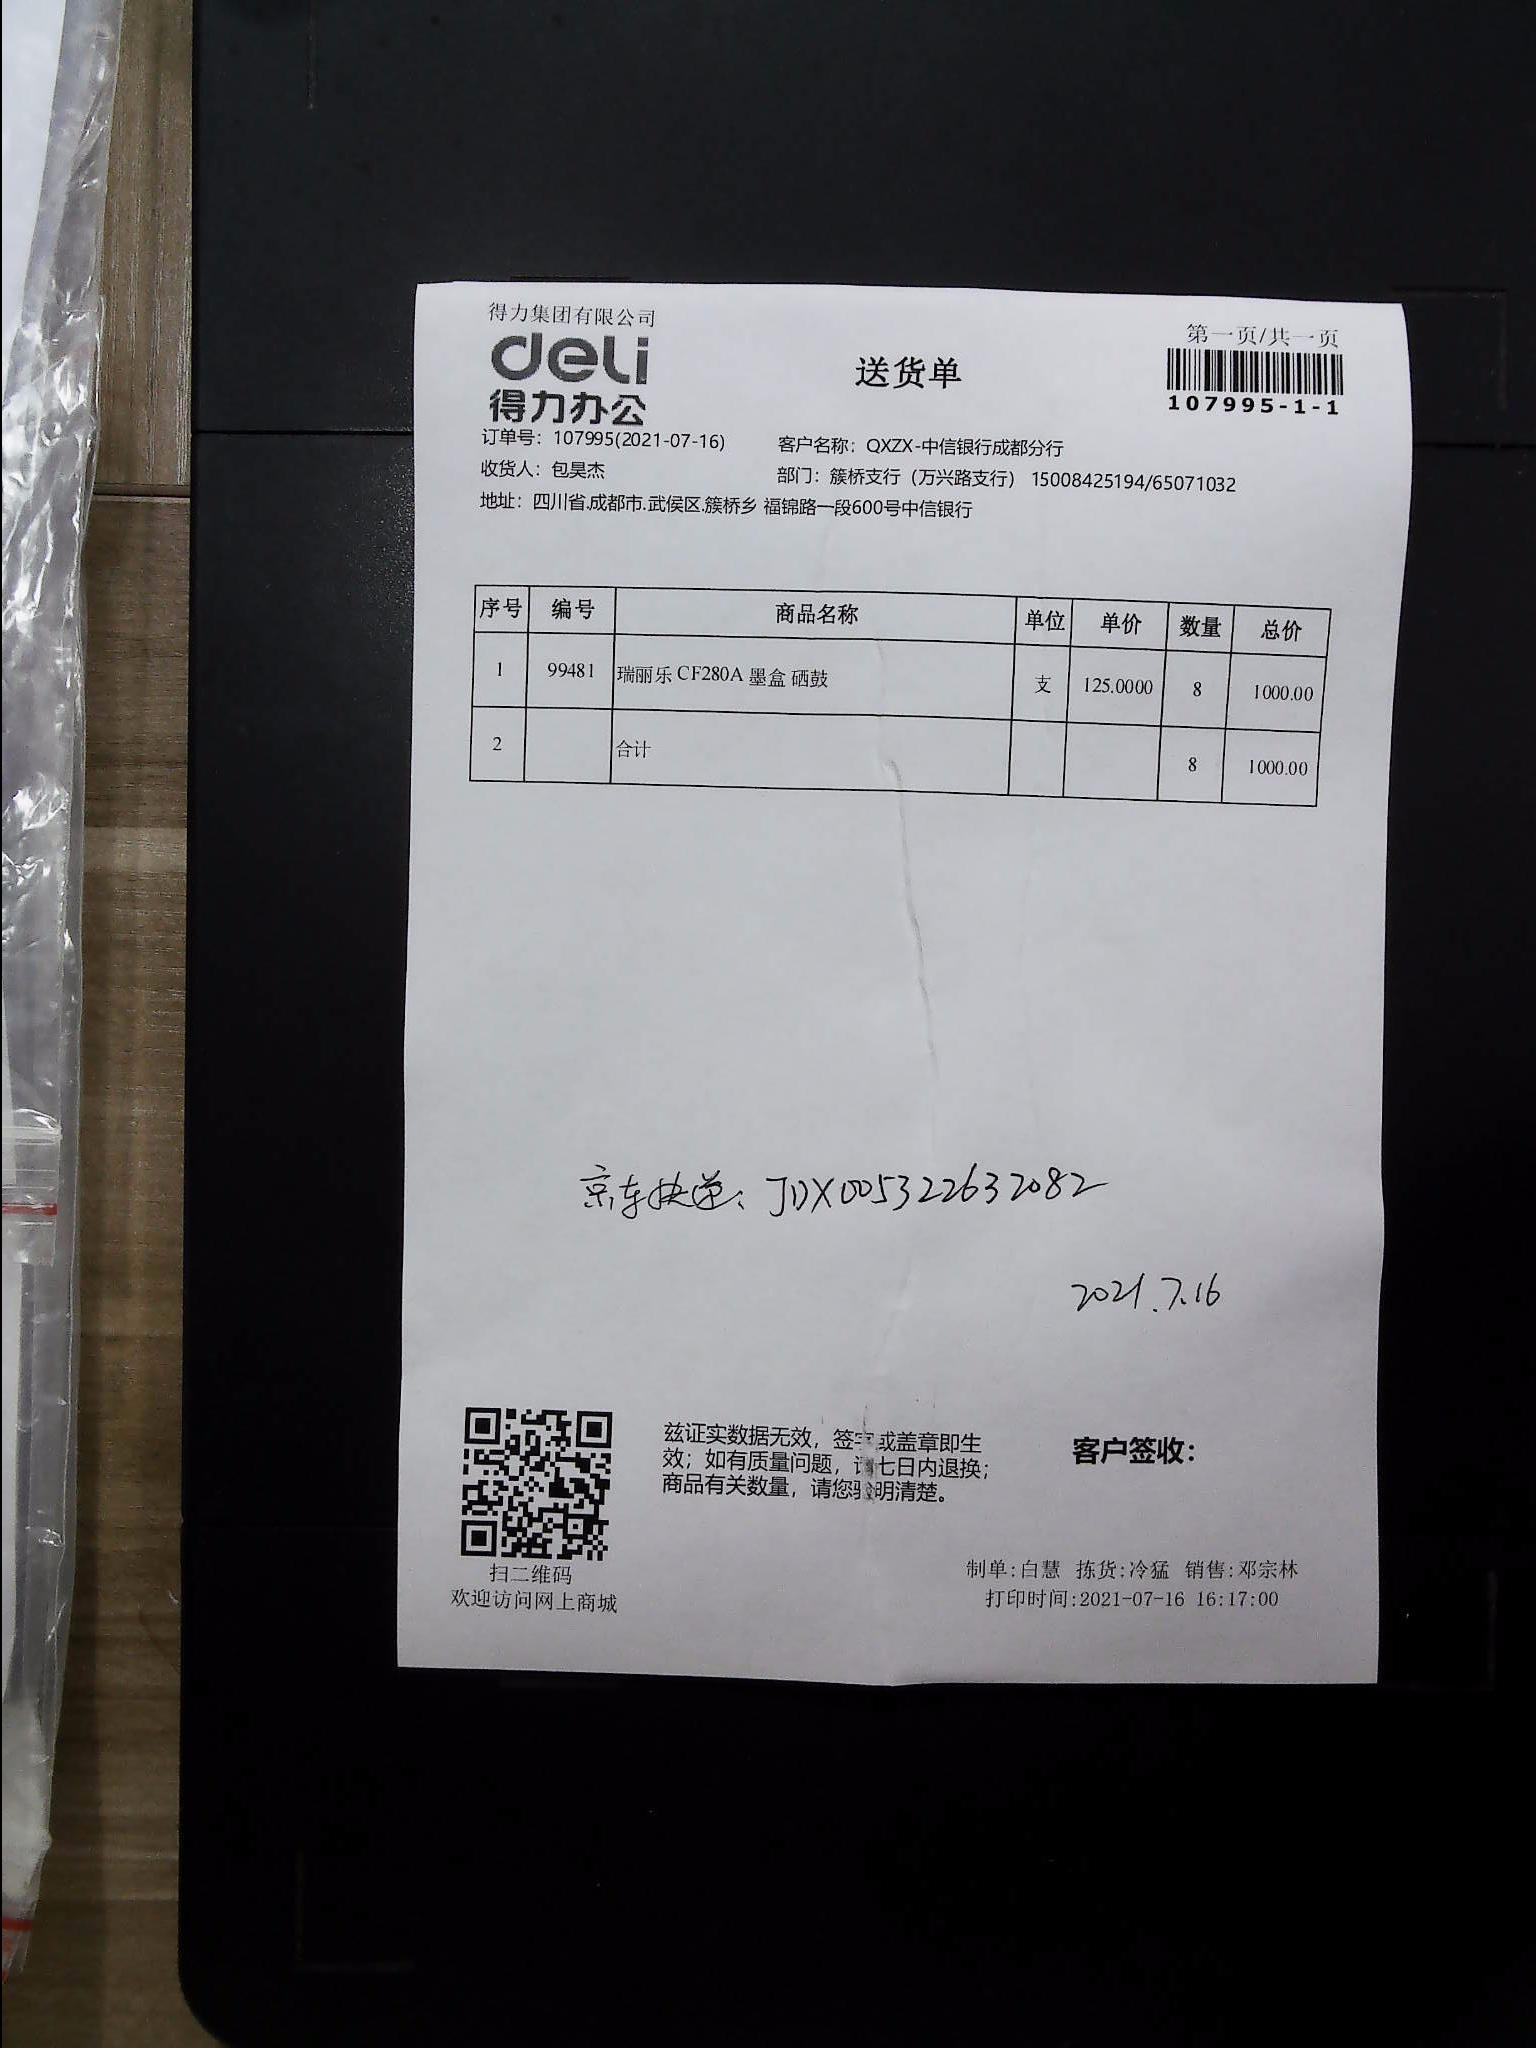 得力集团有限公司
deli
得力办公
送货单
第一页/共一页
107995-1-1
订单号：107995(2021-07-16) 客户名称：QXZX-中信银行成都分行
收货人：包昊杰 部门：簇桥支行（万兴路支行） 15008425194/65071032
地址：四川省.成都市.武侯区.簇桥乡 福锦路一段600号中信银行
序号 编号 商品名称 单位 单价 数量 总价
1 99481 瑞丽乐 CF280A 墨盒 硒鼓 支 125.0000 8 1000.00
2 合计 8 1000.00
京东快递：JDX005322632082
2021.7.16
兹证实数据无效，签字或盖章即生
效；如有质量问题，请七日内退换；
商品有关数量，请您验明清楚。
客户签收：
扫二维码
欢迎访问网上商城
制单:白慧 拣货:冷猛 销售:邓宗林
打印时间:2021-07-16 16:17:00